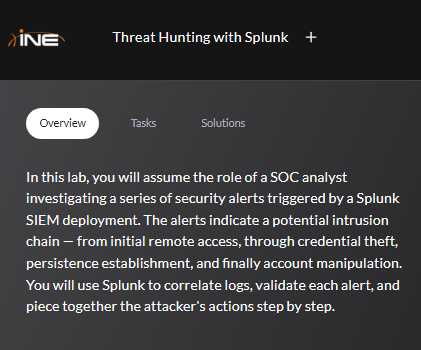 INE
Threat Hunting with Splunk +
Overview Tasks Solutions
In this lab, you will assume the role of a SOC analyst
investigating a series of security alerts triggered by a Splunk
SIEM deployment. The alerts indicate a potential intrusion
chain — from initial remote access, through credential theft,
persistence establishment, and finally account manipulation.
You will use Splunk to correlate logs, validate each alert, and
piece together the attacker's actions step by step.